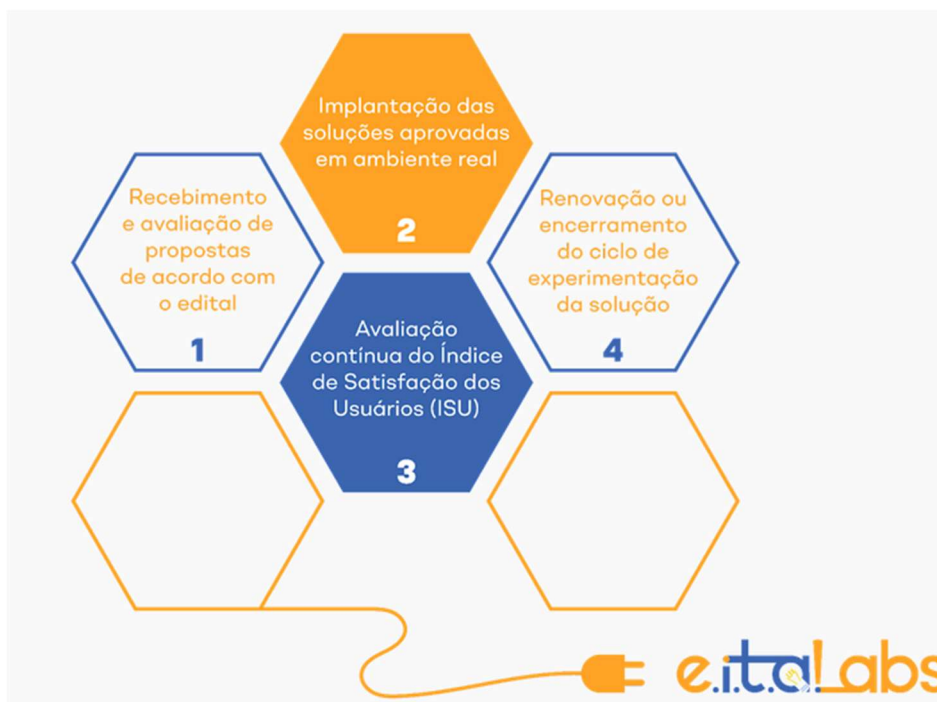 Recebimento
e avaliação de
propostas
de acordo com
o edital
1
Implantação das
soluções aprovadas
em ambiente real
2
Avaliação
contínua do Índice
de Satisfação dos
Usuários (ISU)
3
Renovação ou
encerramento
do ciclo de
experimentação
da solução
4
e.i.t.a!Labs